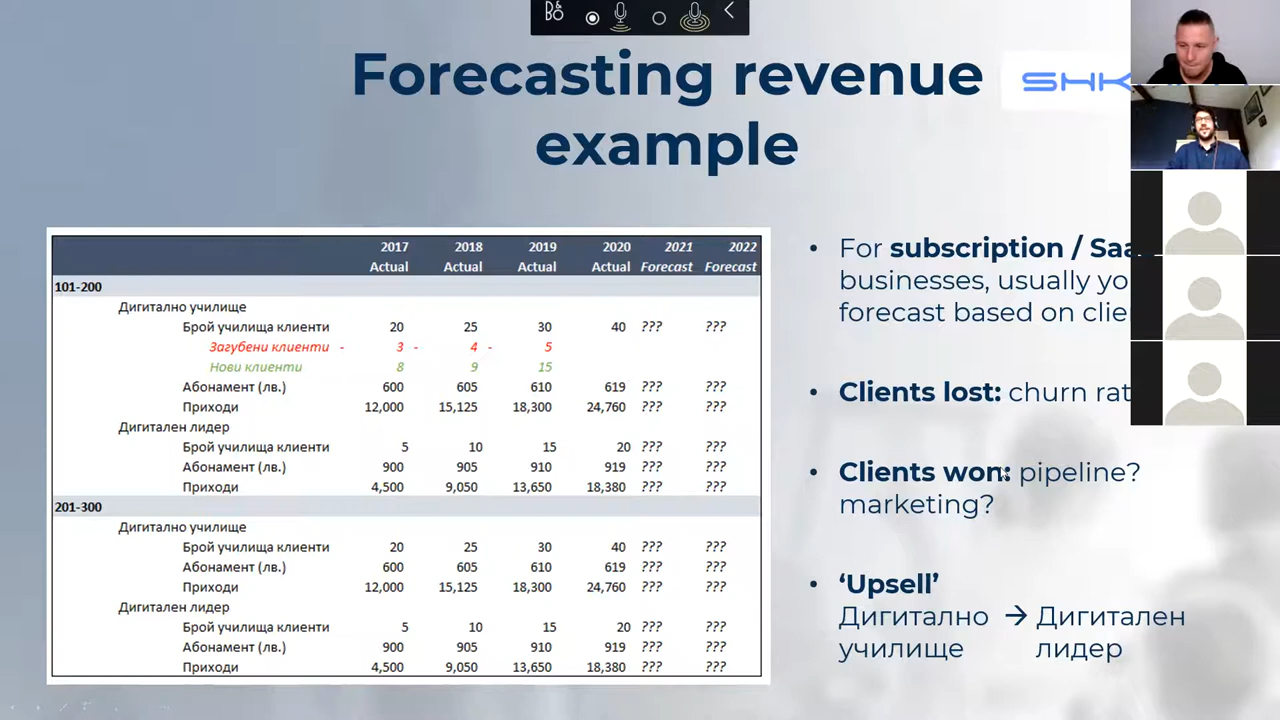 B&O
Forecasting revenue
example
SHK
2017 2018 2019 2020 2021 2022
Actual Actual Actual Actual Forecast Forecast
101-200
Дигитално училище
Брой училища клиенти 20 25 30 40 ??? ???
Загубени клиенти - 3 - 4 - 5
Нови клиенти 8 9 15
Абонамент (лв.) 600 605 610 619 ??? ???
Приходи 12,000 15,125 18,300 24,760 ??? ???
Дигитален лидер
Брой училища клиенти 5 10 15 20 ??? ???
Абонамент (лв.) 900 905 910 919 ??? ???
Приходи 4,500 9,050 13,650 18,380 ??? ???
201-300
Дигитално училище
Брой училища клиенти 20 25 30 40 ??? ???
Абонамент (лв.) 600 605 610 619 ??? ???
Приходи 12,000 15,125 18,300 24,760 ??? ???
Дигитален лидер
Брой училища клиенти 5 10 15 20 ??? ???
Абонамент (лв.) 900 905 910 919 ??? ???
Приходи 4,500 9,050 13,650 18,380 ??? ???
• For subscription / Saa
businesses, usually yo
forecast based on clie
• Clients lost: churn rat
• Clients won: pipeline?
marketing?
• ‘Upsell’
Дигитално → Дигитален
училище лидер